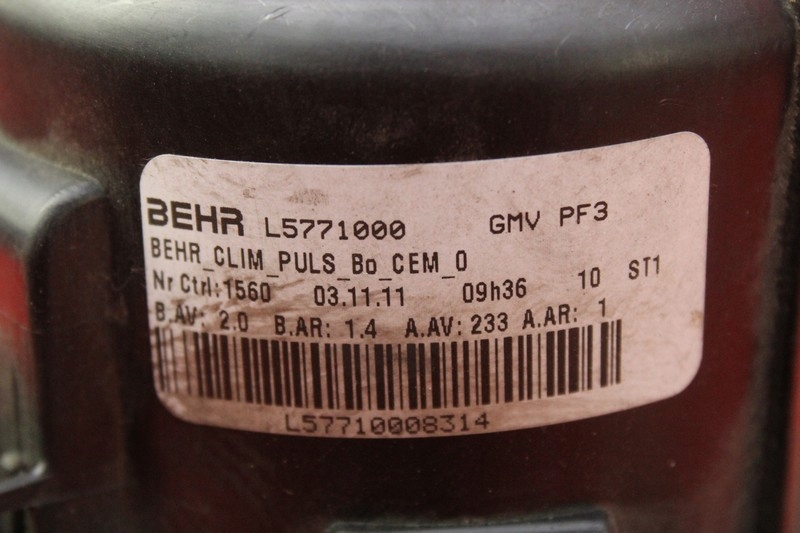 BEHR L5771000 GMV PF3
BEHR_CLIM_PULS_Bo_CEM_0
Nr Ctrl:1560 03.11.11 09h36 10 ST1
B.AV: 2.0 B.AR: 1.4 A.AV: 233 A.AR: 1
L57710008314